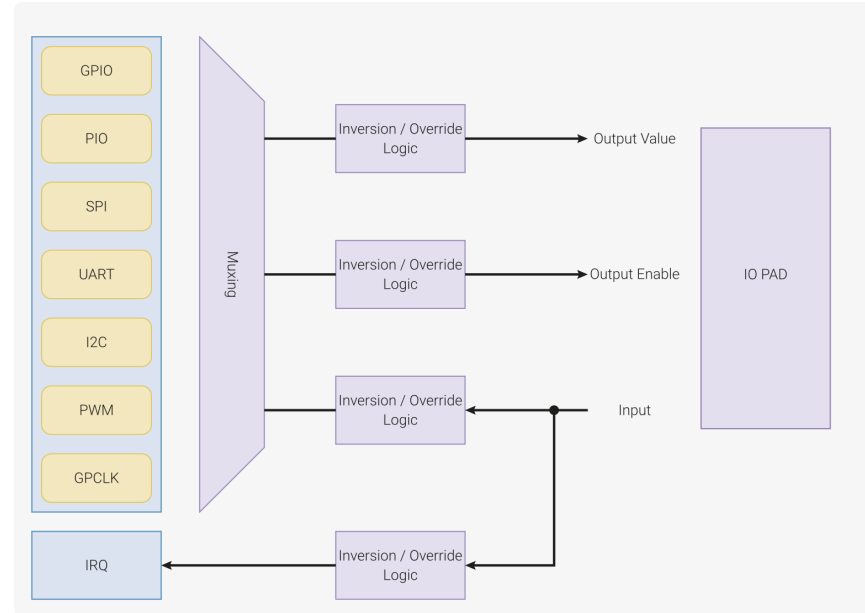 GPIO
PIO
SPI
UART
I2C
PWM
GPCLK
IRQ
Muxing
Inversion / Override
Logic
Output Value
Inversion / Override
Logic
Output Enable
Inversion / Override
Logic
Input
Inversion / Override
Logic
IO PAD